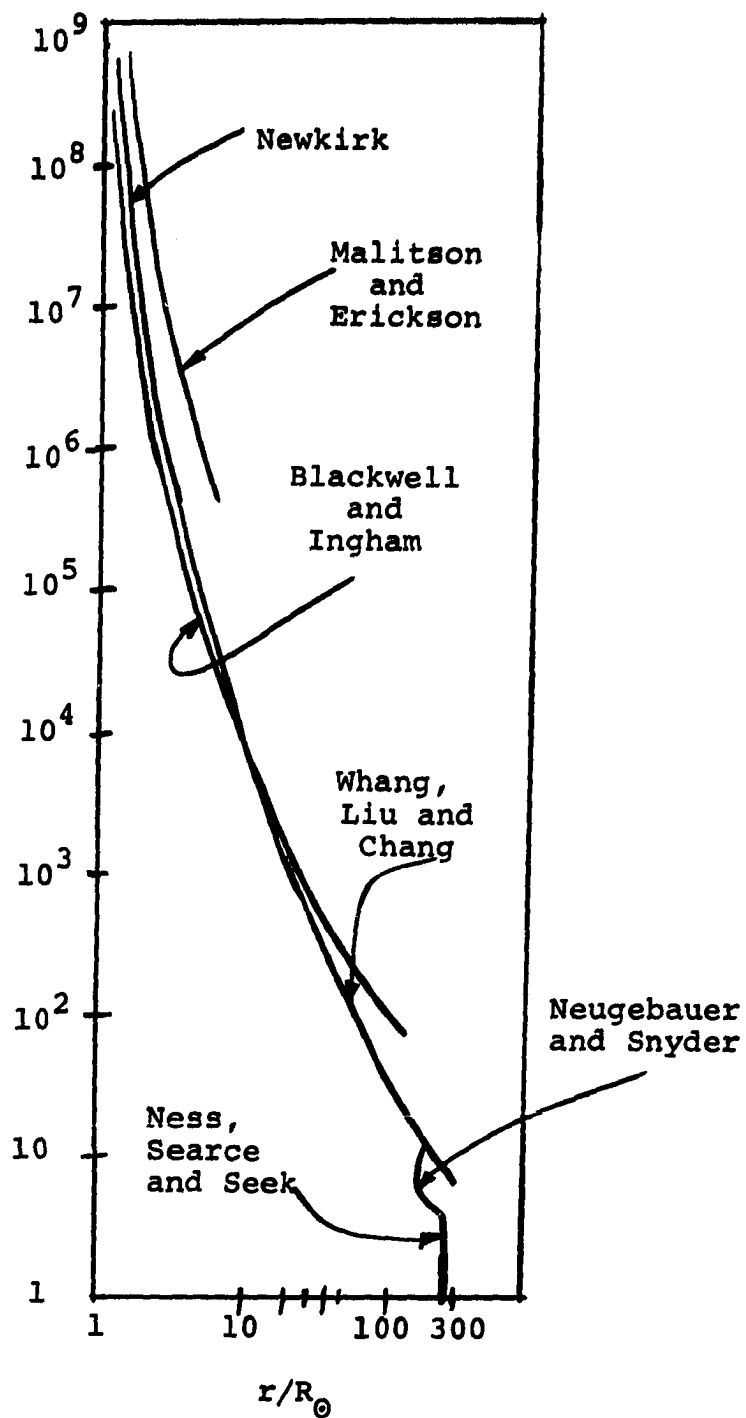 10⁹
Newkirk
10⁸
Malitson
and
Erickson
10⁷
10⁶
Blackwell
and
Ingham
10⁵
10⁴
Whang,
Liu and
Chang
10³
10²
Neugebauer
and Snyder
Ness,
Searce
and Seek
10
1
1 10 100 300
r/R☉